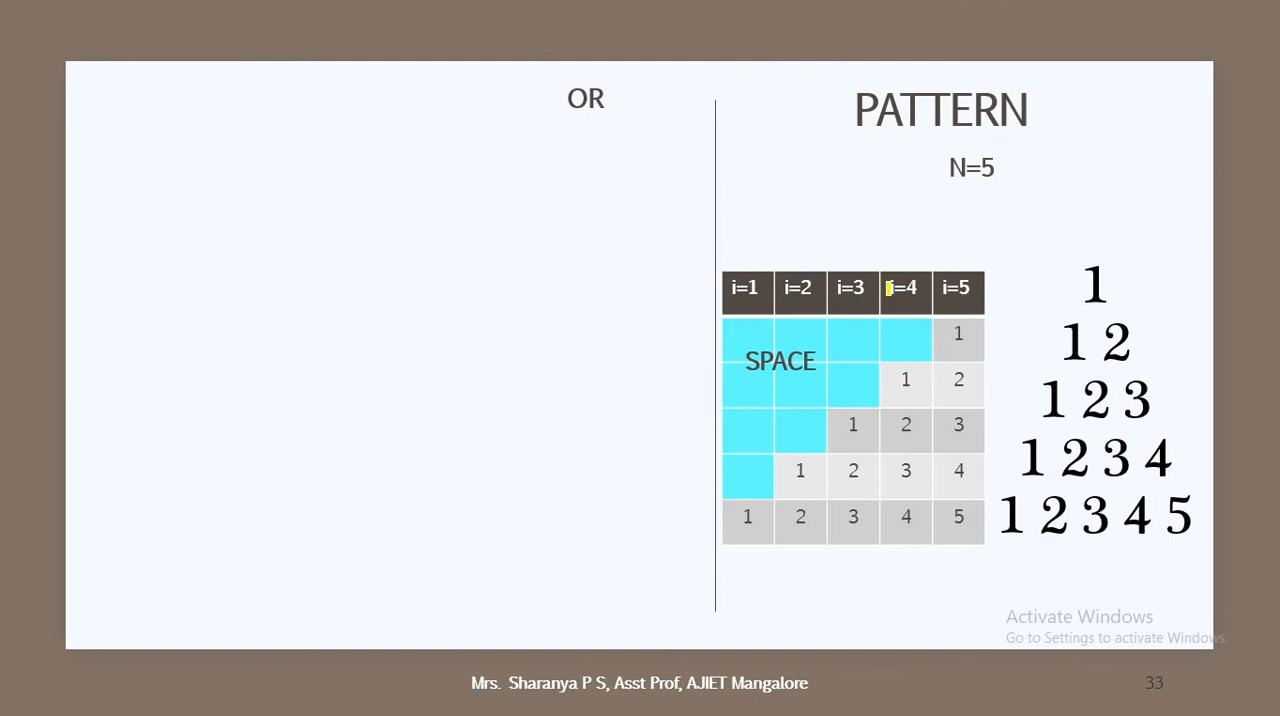 OR
PATTERN
N=5
i=1 i=2 i=3 i=4 i=5
SPACE
1
1 2
1 2 3
1 2 3 4
1 2 3 4 5
1
1 2
1 2 3
1 2 3 4
1 2 3 4 5
Activate Windows
Go to Settings to activate Windows.
Mrs. Sharanya P S, Asst Prof, AJIET Mangalore
33